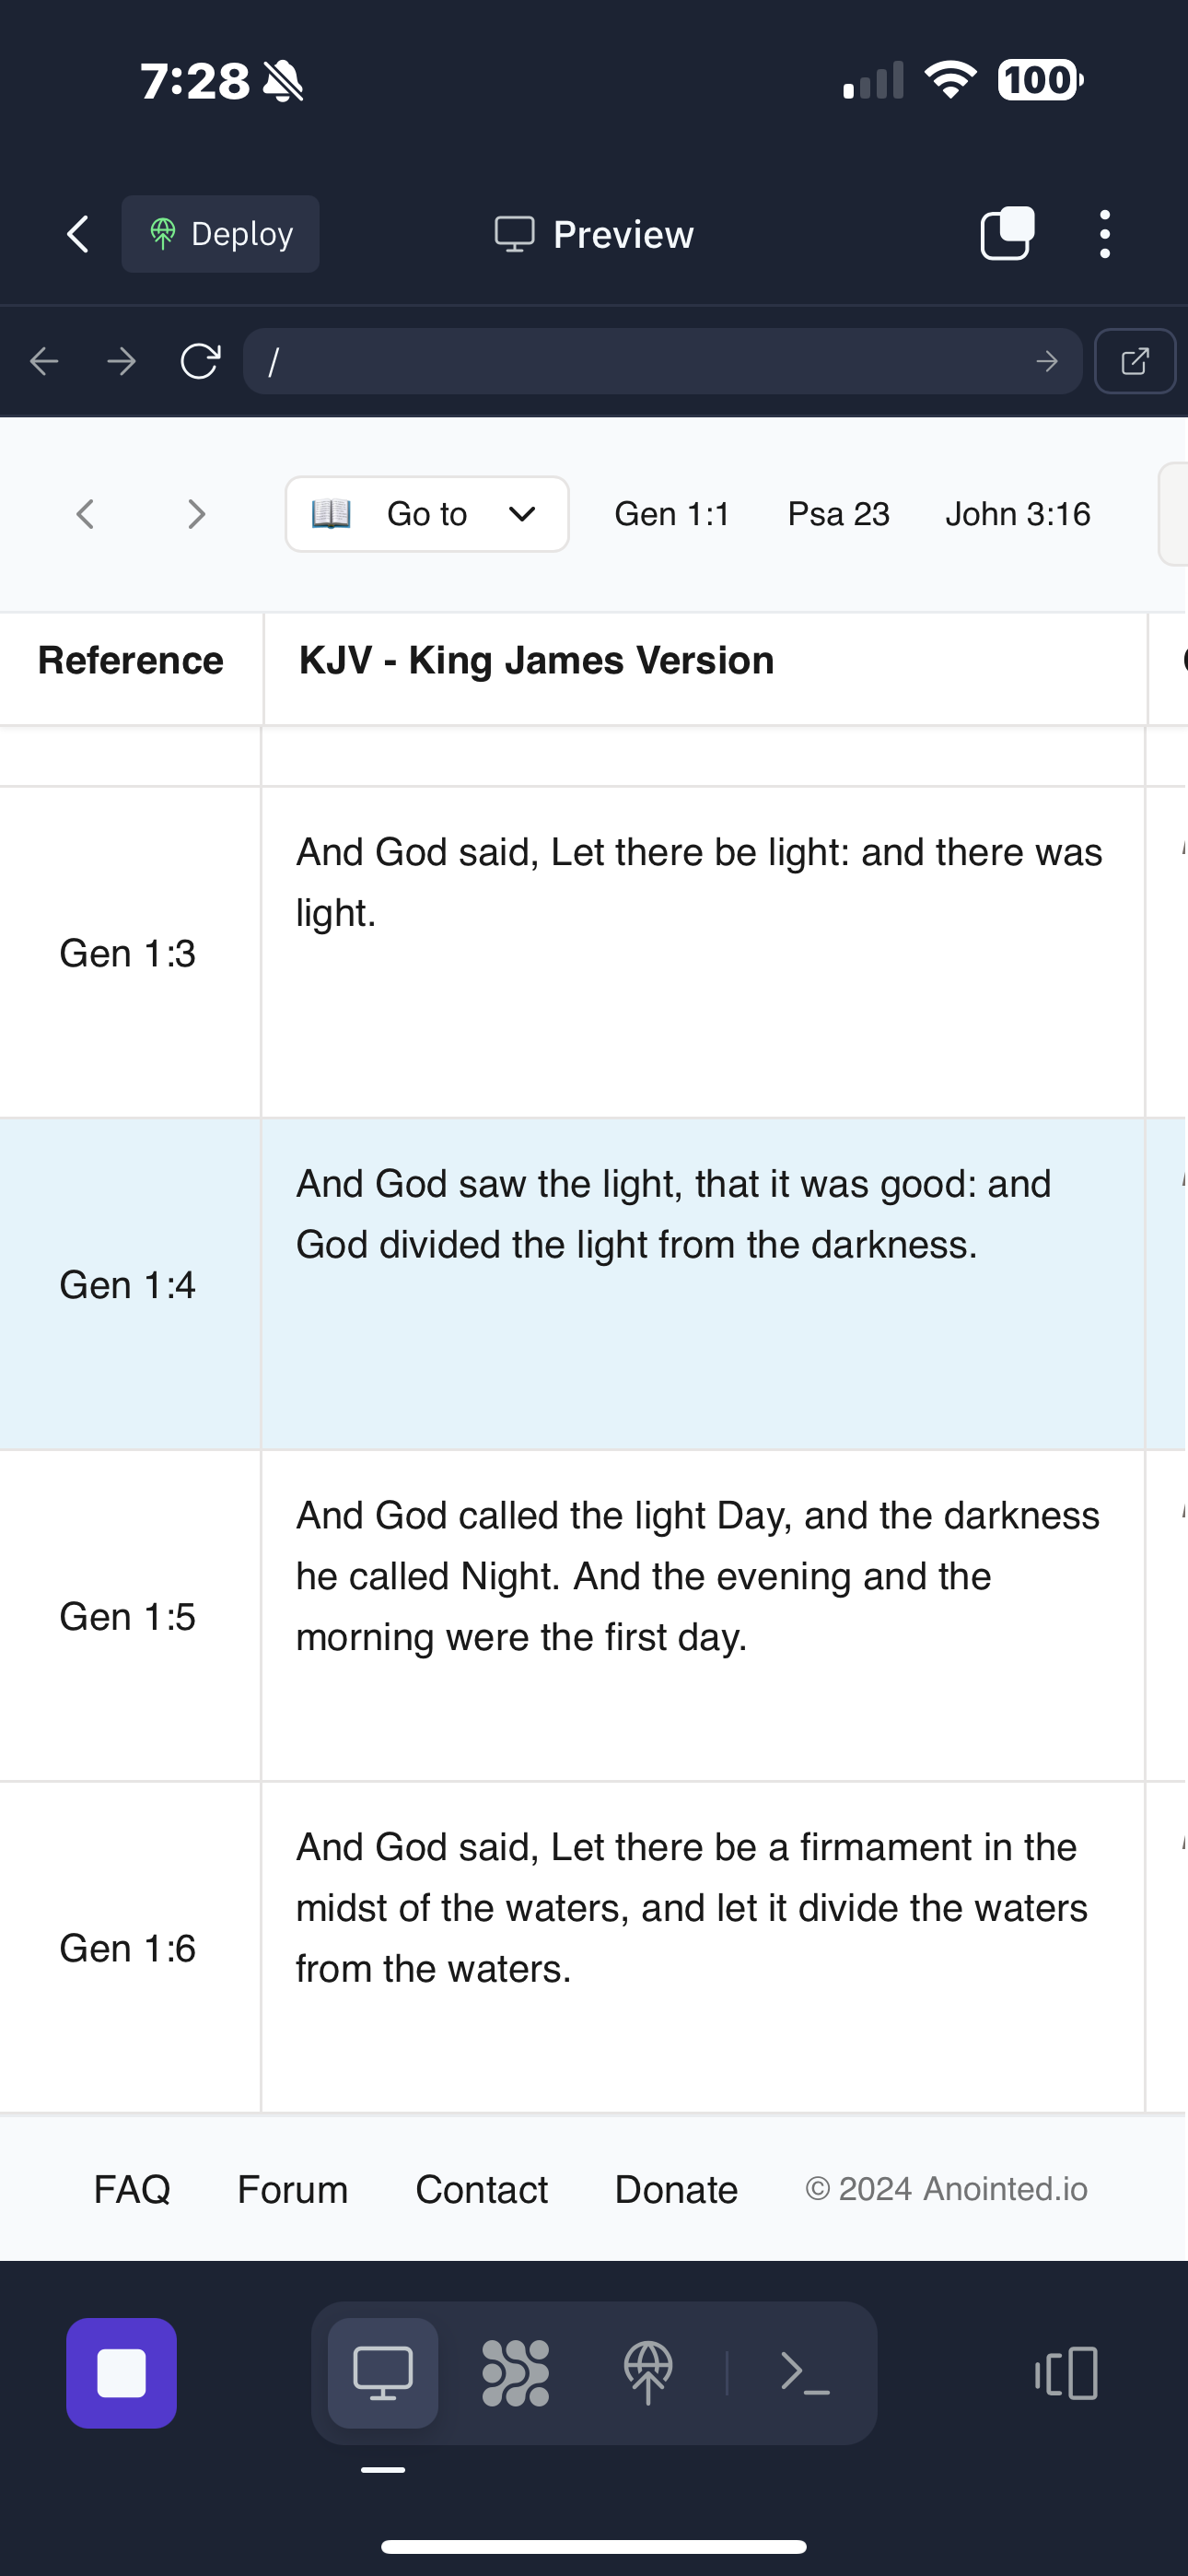 7:28
100
Deploy
Preview
/
Go to
Gen 1:1
Psa 23
John 3:16
Reference
KJV - King James Version
And God said, Let there be light: and there was
light.
Gen 1:3
And God saw the light, that it was good: and
God divided the light from the darkness.
Gen 1:4
And God called the light Day, and the darkness
he called Night. And the evening and the
morning were the first day.
Gen 1:5
And God said, Let there be a firmament in the
midst of the waters, and let it divide the waters
from the waters.
Gen 1:6
FAQ
Forum
Contact
Donate
© 2024 Anointed.io